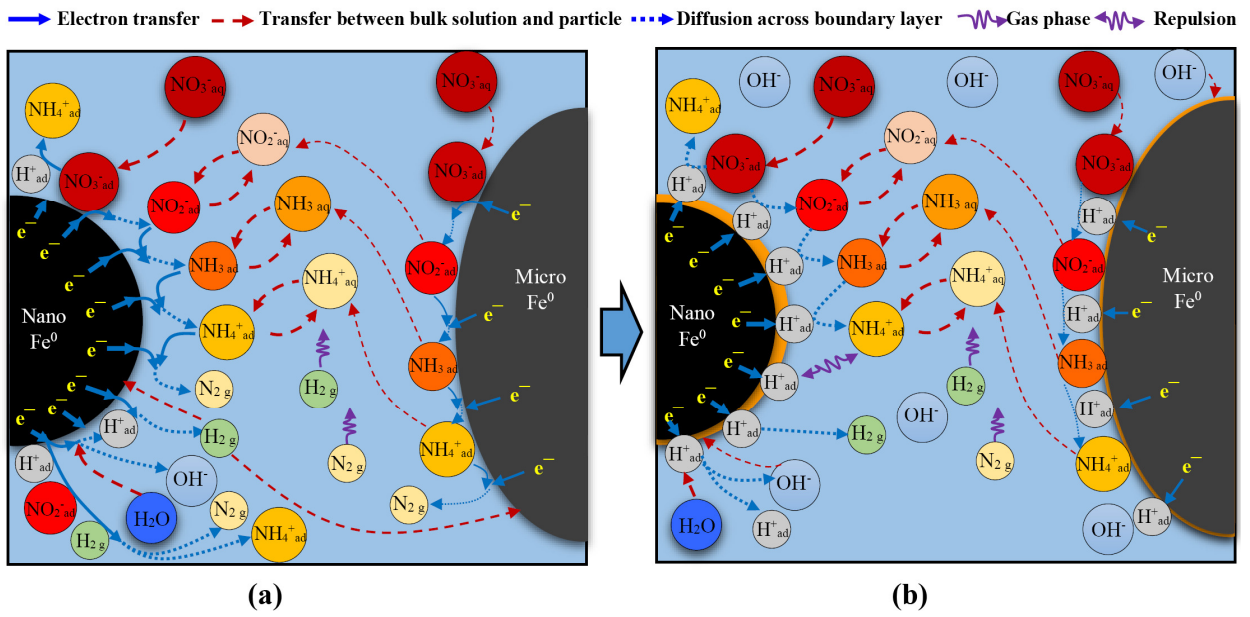 Electron transfer Transfer between bulk solution and particle Diffusion across boundary layer Gas phase Repulsion
NO₃⁻aq
NO₃⁻aq
NH₄⁺ad
NO₂⁻aq
H⁺ad
NO₃⁻ad
NO₃⁻ad
NO₂⁻ad
NH₃ aq
e⁻
e⁻
e⁻
NH₃ ad
NH₄⁺aq
NO₂⁻ad
Micro
Fe⁰
e⁻
e⁻
Nano
Fe⁰
e⁻
NH₄⁺ad
e⁻
NH₃ ad
N₂ g
H₂ g
e⁻
e⁻
e⁻
e⁻
H⁺ad
H₂ g
NH₄⁺ad
H⁺ad
N₂ g
e⁻
OH⁻
NO₂⁻ad
H₂O
N₂ g
N₂ g
H₂ g
NH₄⁺ad
(a)
OH⁻
NO₃⁻aq
OH⁻
NO₃⁻aq
OH⁻
NH₄⁺ad
NO₂⁻aq
NO₃⁻ad
NO₃⁻ad
H⁺ad
NO₂⁻ad
NH₃ aq
H⁺ad
H⁺ad
e⁻
e⁻
e⁻
H⁺ad
NH₃ ad
NH₄⁺aq
NO₂⁻ad
Micro
Fe⁰
e⁻
Nano
Fe⁰
H⁺ad
NH₄⁺ad
H⁺ad
e⁻
e⁻
NH₃ ad
H⁺ad
H₂ g
e⁻
e⁻
H⁺ad
OH⁻
e⁻
H⁺ad
H₂ g
H⁺ad
N₂ g
NH₄⁺ad
e⁻
OH⁻
H₂O
H⁺ad
OH⁻
H⁺ad
(b)